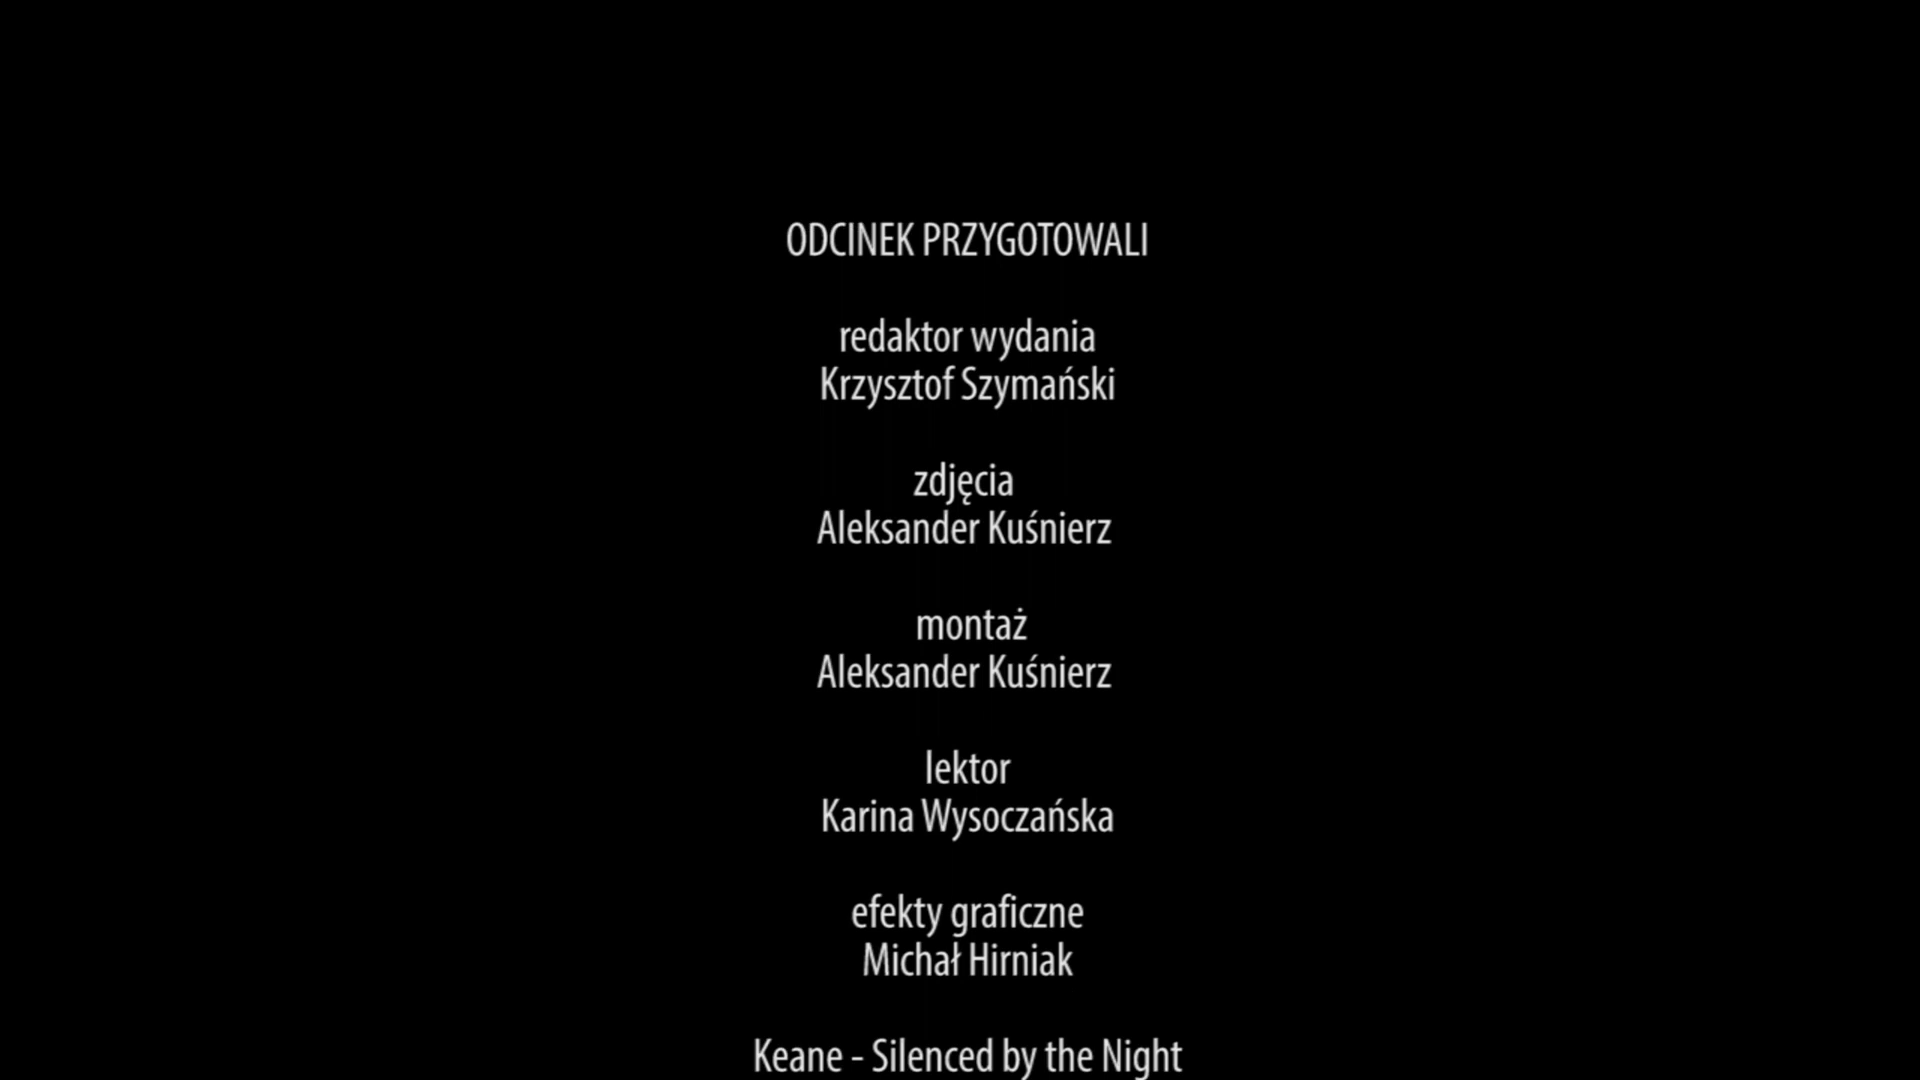 ODCINEK PRZYGOTOWALI
redaktor wydania
Krzysztof Szymański
zdjęcia
Aleksander Kuśnierz
montaż
Aleksander Kuśnierz
lektor
Karina Wysoczańska
efekty graficzne
Michał Hirniak
Keane - Silenced by the Night